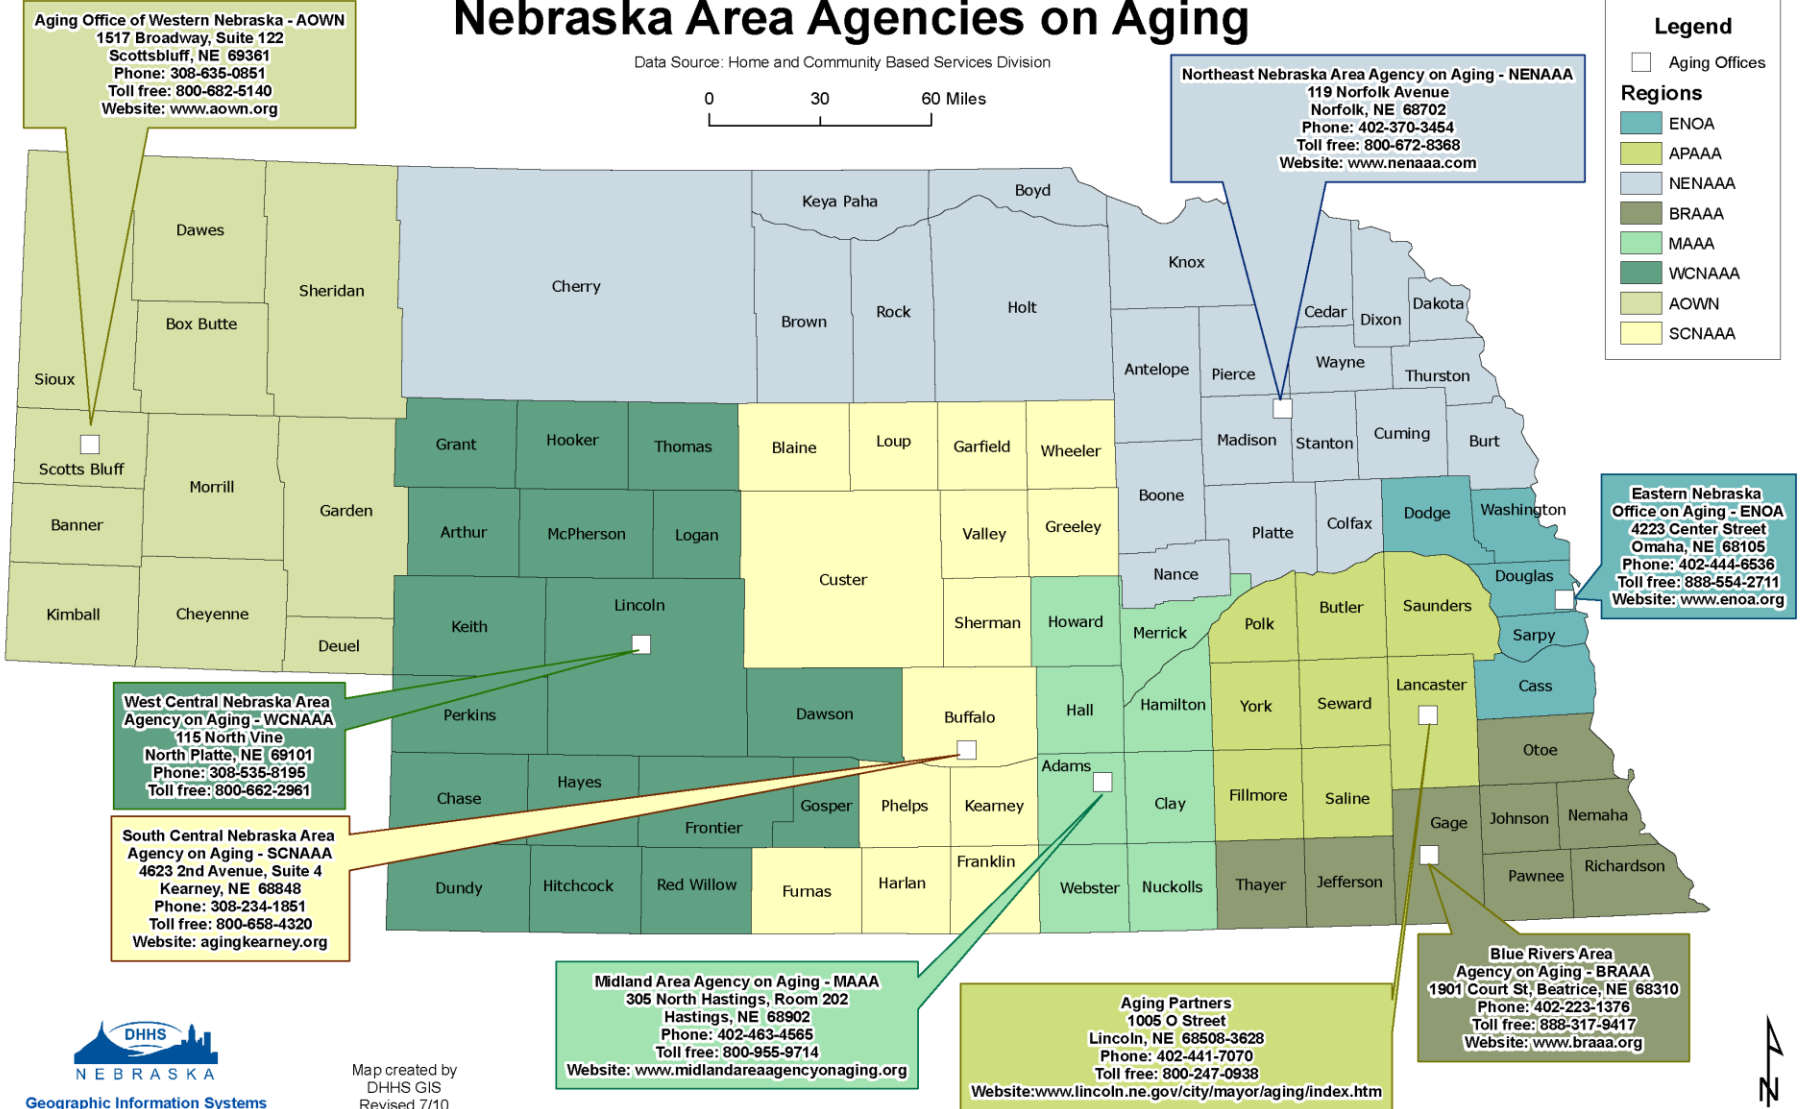 Nebraska Area Agencies on Aging
Data Source: Home and Community Based Services Division
0 30 60 Miles
Aging Office of Western Nebraska - AOWN
1517 Broadway, Suite 122
Scottsbluff, NE 69361
Phone: 308-635-0851
Toll free: 800-682-5140
Website: www.aown.org
Northeast Nebraska Area Agency on Aging - NENAAA
119 Norfolk Avenue
Norfolk, NE 68702
Phone: 402-370-3454
Toll free: 800-672-8368
Website: www.nenaaa.com
Legend
Aging Offices
Regions
ENOA
APAAA
NENAAA
BRAAA
MAAA
WCNAAA
AOWN
SCNAAA
Sioux
Dawes
Box Butte
Sheridan
Scotts Bluff
Banner
Kimball
Morrill
Cheyenne
Garden
Deuel
Cherry
Keya Paha
Boyd
Brown
Rock
Holt
Knox
Cedar
Dixon
Dakota
Antelope
Pierce
Wayne
Thurston
Madison
Stanton
Cuming
Burt
Boone
Platte
Colfax
Nance
Dodge
Washington
Douglas
Sarpy
Cass
Grant
Hooker
Thomas
Arthur
McPherson
Logan
Keith
Lincoln
Perkins
Dawson
Chase
Hayes
Frontier
Gosper
Dundy
Hitchcock
Red Willow
Blaine
Loup
Garfield
Wheeler
Custer
Valley
Greeley
Sherman
Buffalo
Phelps
Kearney
Furnas
Harlan
Franklin
Howard
Merrick
Hall
Hamilton
Adams
Clay
Webster
Nuckolls
Polk
Butler
Saunders
York
Seward
Lancaster
Fillmore
Saline
Thayer
Jefferson
Gage
Otoe
Johnson
Nemaha
Pawnee
Richardson
Eastern Nebraska
Office on Aging - ENOA
4223 Center Street
Omaha, NE 68105
Phone: 402-444-6536
Toll free: 888-554-2711
Website: www.enoa.org
West Central Nebraska Area
Agency on Aging - WCNAAA
115 North Vine
North Platte, NE 69101
Phone: 308-535-8195
Toll free: 800-662-2961
South Central Nebraska Area
Agency on Aging - SCNAAA
4623 2nd Avenue, Suite 4
Kearney, NE 68848
Phone: 308-234-1851
Toll free: 800-658-4320
Website: agingkearney.org
Midland Area Agency on Aging - MAAA
305 North Hastings, Room 202
Hastings, NE 68902
Phone: 402-463-4565
Toll free: 800-955-9714
Website: www.midlandareaagencyonaging.org
Aging Partners
1005 O Street
Lincoln, NE 68508-3628
Phone: 402-441-7070
Toll free: 800-247-0938
Website:www.lincoln.ne.gov/city/mayor/aging/index.htm
Blue Rivers Area
Agency on Aging - BRAAA
1901 Court St, Beatrice, NE 68310
Phone: 402-223-1376
Toll free: 888-317-9417
Website: www.braaa.org
DHHS
NEBRASKA
Geographic Information Systems
Map created by
DHHS GIS
Revised 7/10
N